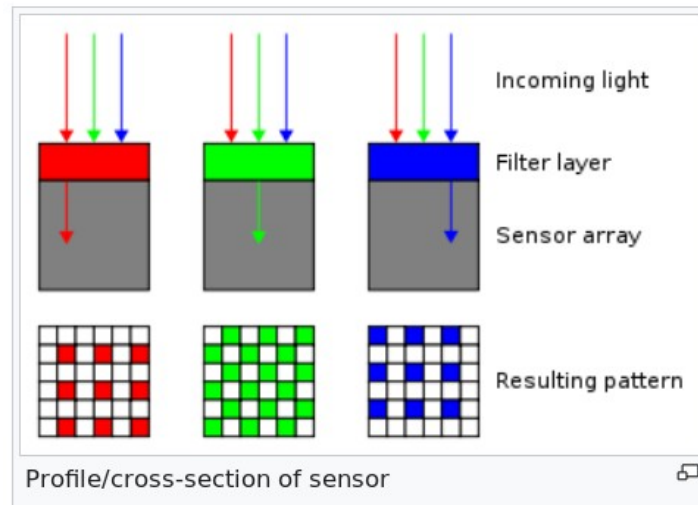 Incoming light
Filter layer
Sensor array
Resulting pattern
Profile/cross-section of sensor